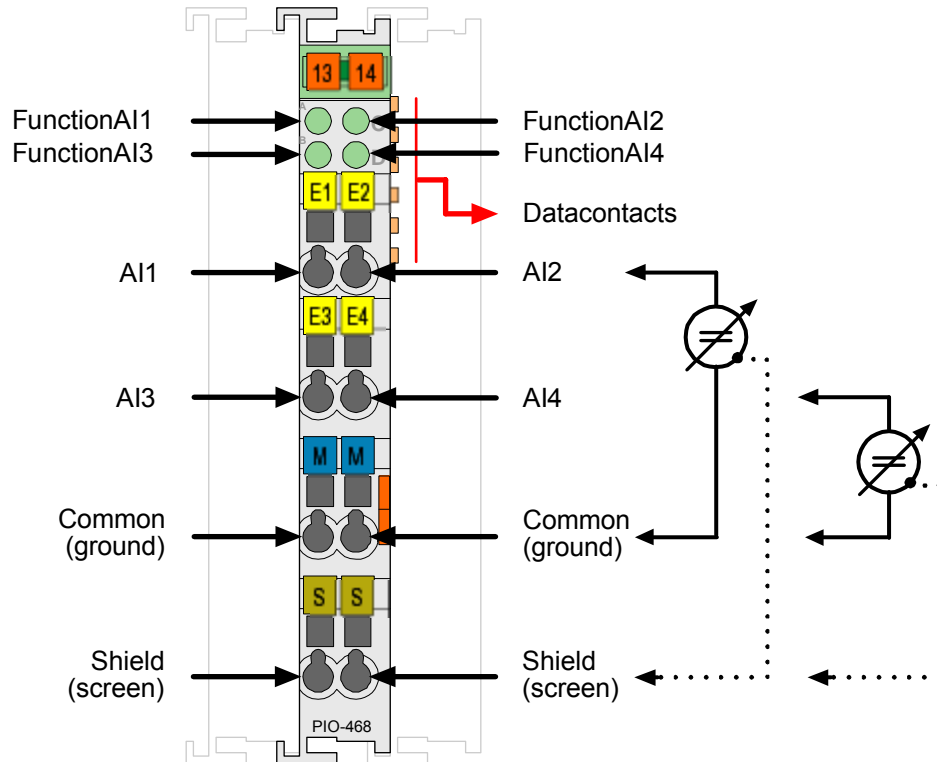 13 14
A
C
FunctionAI1
FunctionAI2
B
D
FunctionAI3
FunctionAI4
E1 E2
Datacontacts
AI1
AI2
E3 E4
AI3
AI4
M M
Common
(ground)
Common
(ground)
S S
Shield
(screen)
Shield
(screen)
PIO-468